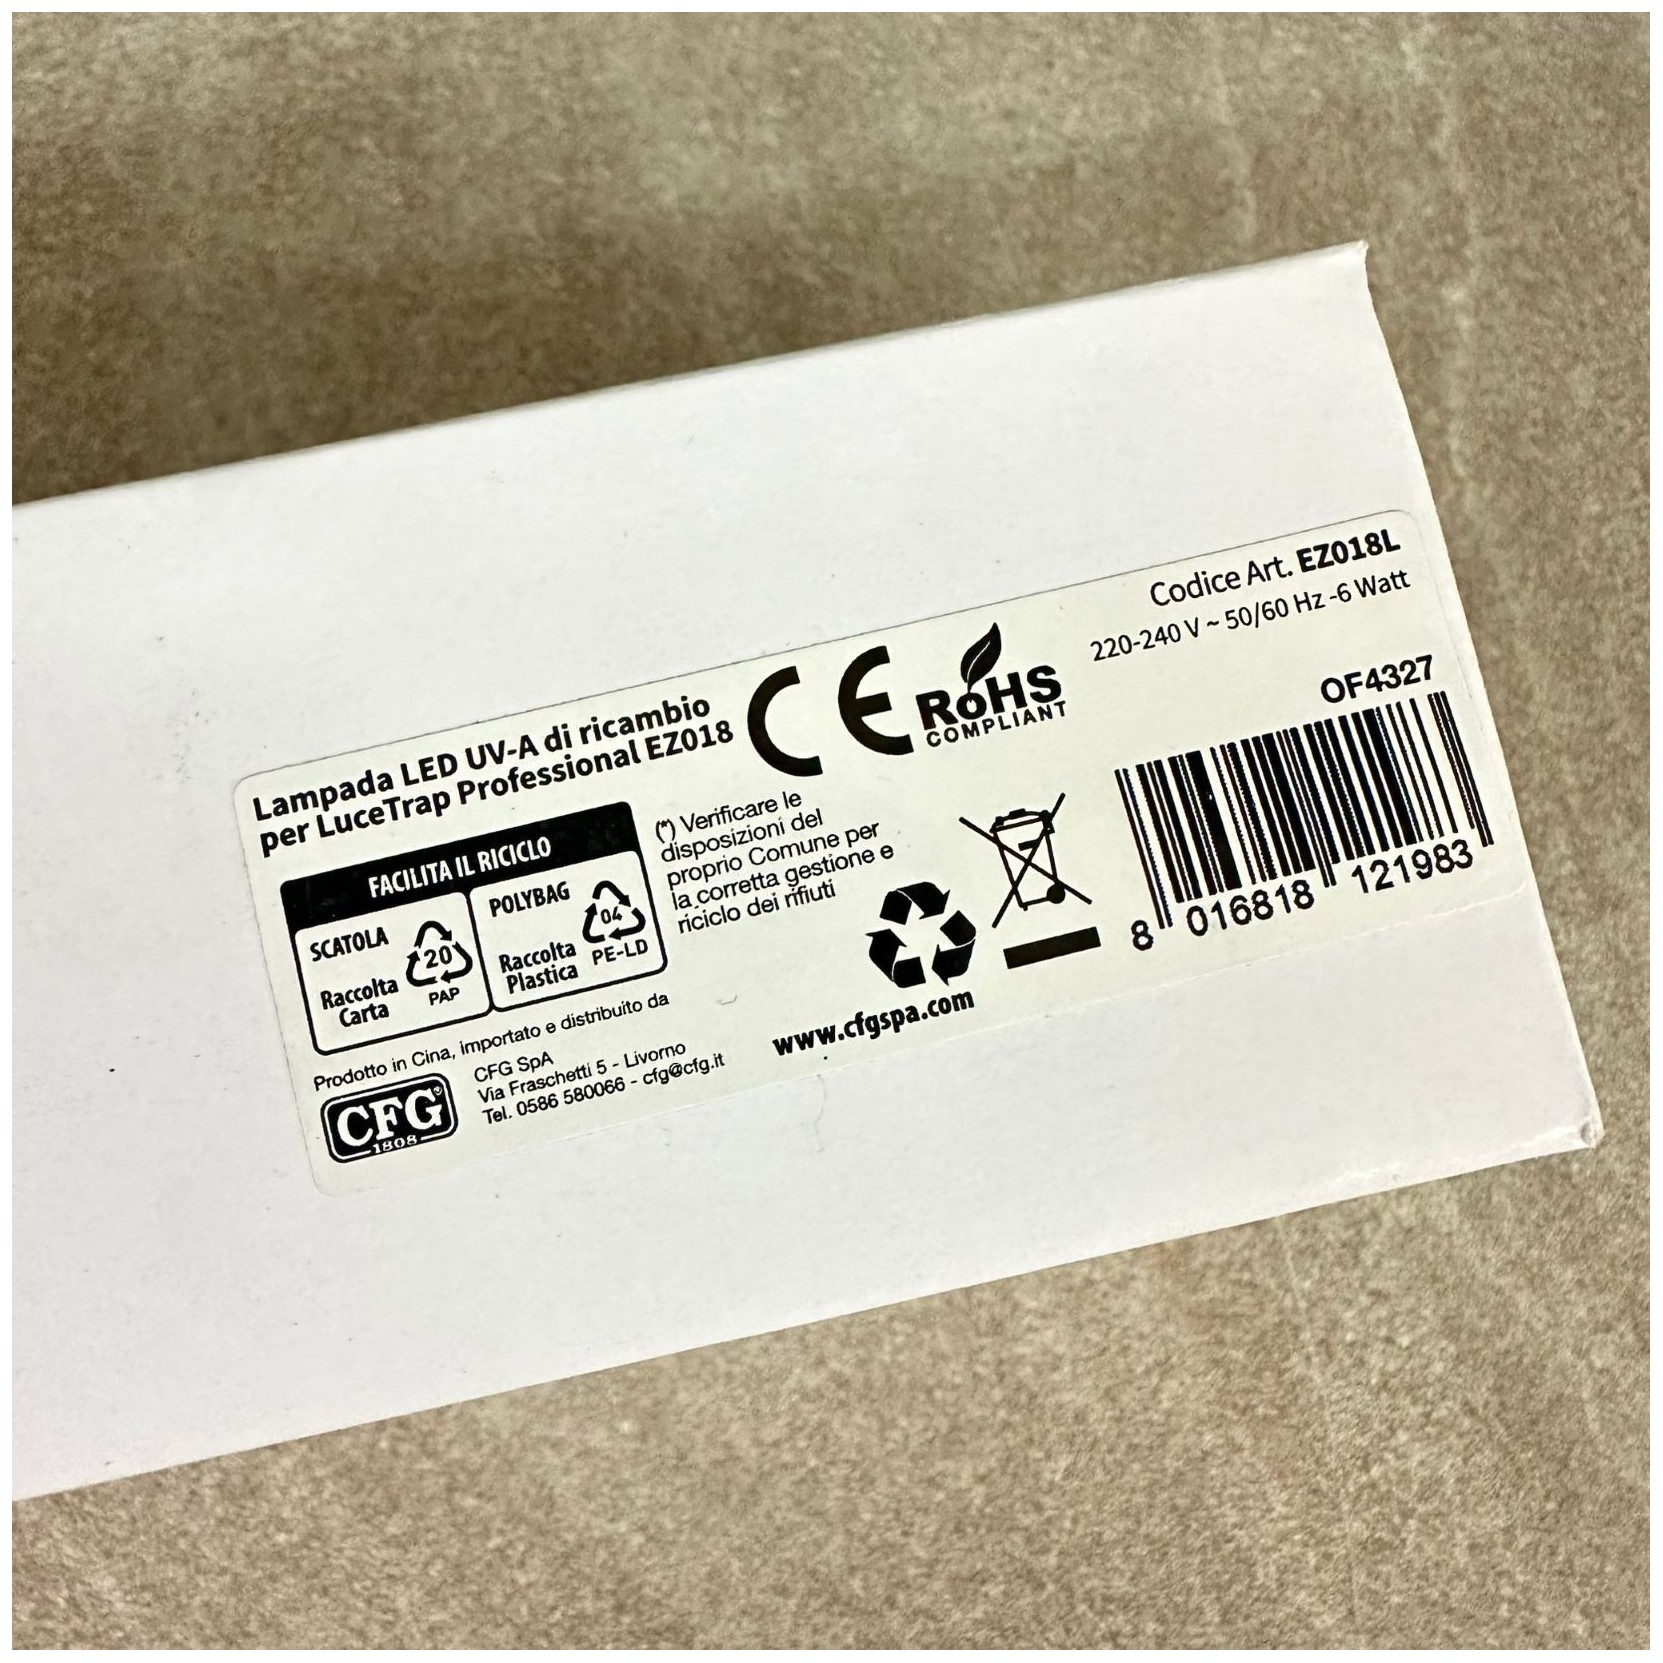 Codice Art. EZ018L
220-240 V ~ 50/60 Hz -6 Watt
Lampada LED UV-A di ricambio
per LuceTrap Professional EZ018
CE
RoHS
COMPLIANT
OF4327
8 016818 121983
FACILITA IL RICICLO
SCATOLA
20
PAP
Raccolta
Carta
POLYBAG
04
PE-LD
Raccolta
Plastica
(*) Verificare le
disposizioni del
proprio Comune per
la corretta gestione e
riciclo dei rifiuti
www.cfgspa.com
Prodotto in Cina, importato e distribuito da
CFG®
1808
CFG SpA
Via Fraschetti 5 - Livorno
Tel. 0586 580066 - cfg@cfg.it